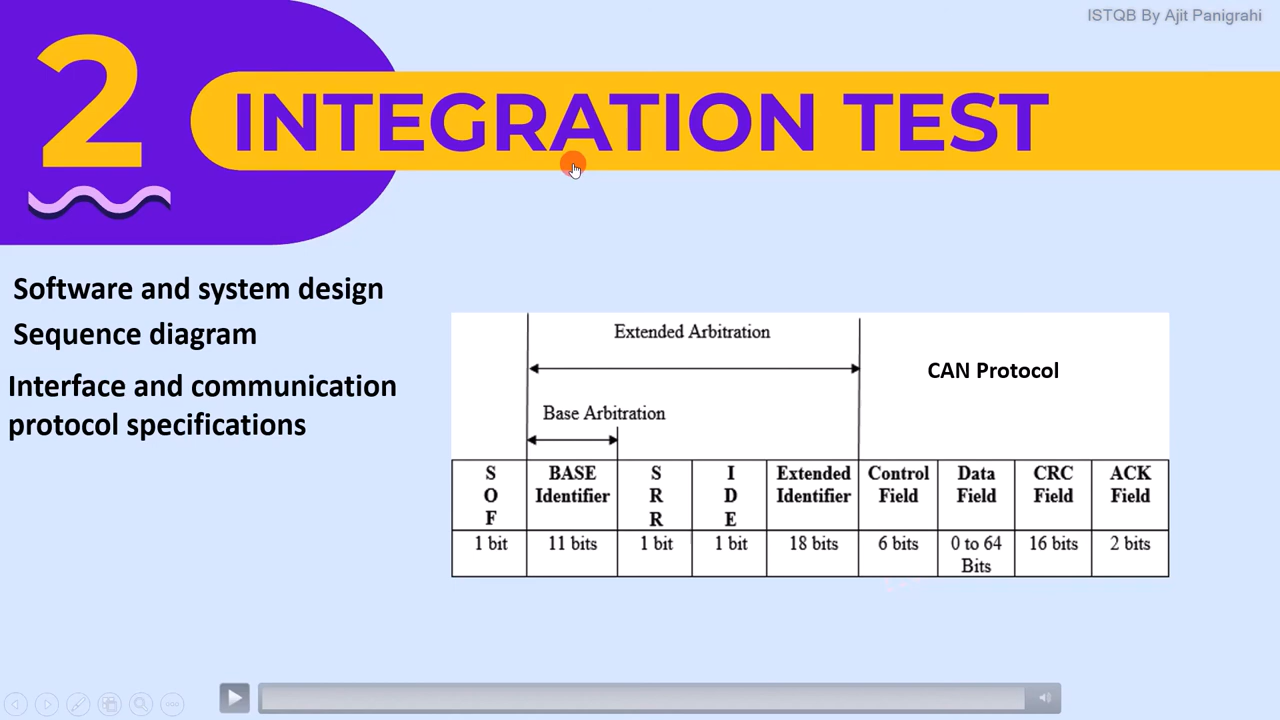 ISTQB By Ajit Panigrahi
2
INTEGRATION TEST
Software and system design
Sequence diagram
Interface and communication
protocol specifications
Extended Arbitration
CAN Protocol
Base Arbitration
S O F
BASE Identifier
S R R
I D E
Extended Identifier
Control Field
Data Field
CRC Field
ACK Field
1 bit
11 bits
1 bit
1 bit
18 bits
6 bits
0 to 64 Bits
16 bits
2 bits